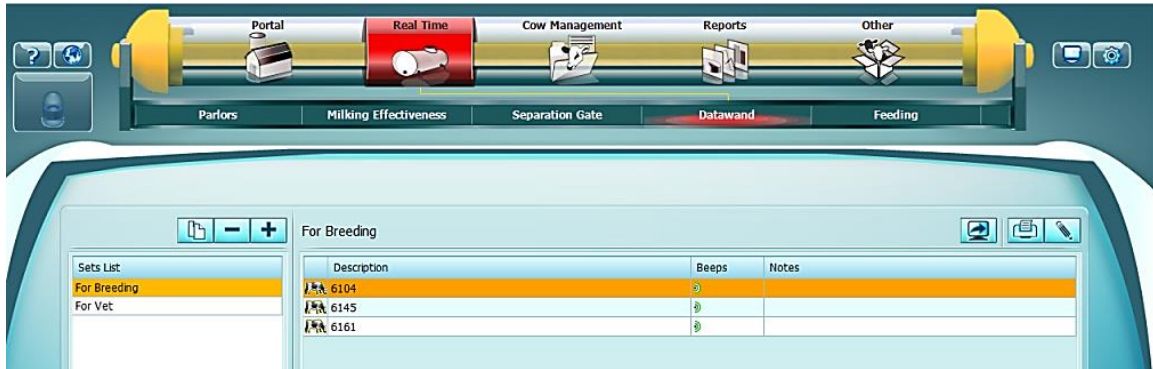 Portal Real Time Cow Management Reports Other
?
Parlors Milking Effectiveness Separation Gate Datawand Feeding
For Breeding
Sets List
For Breeding
For Vet
Description Beeps Notes
6104
6145
6161